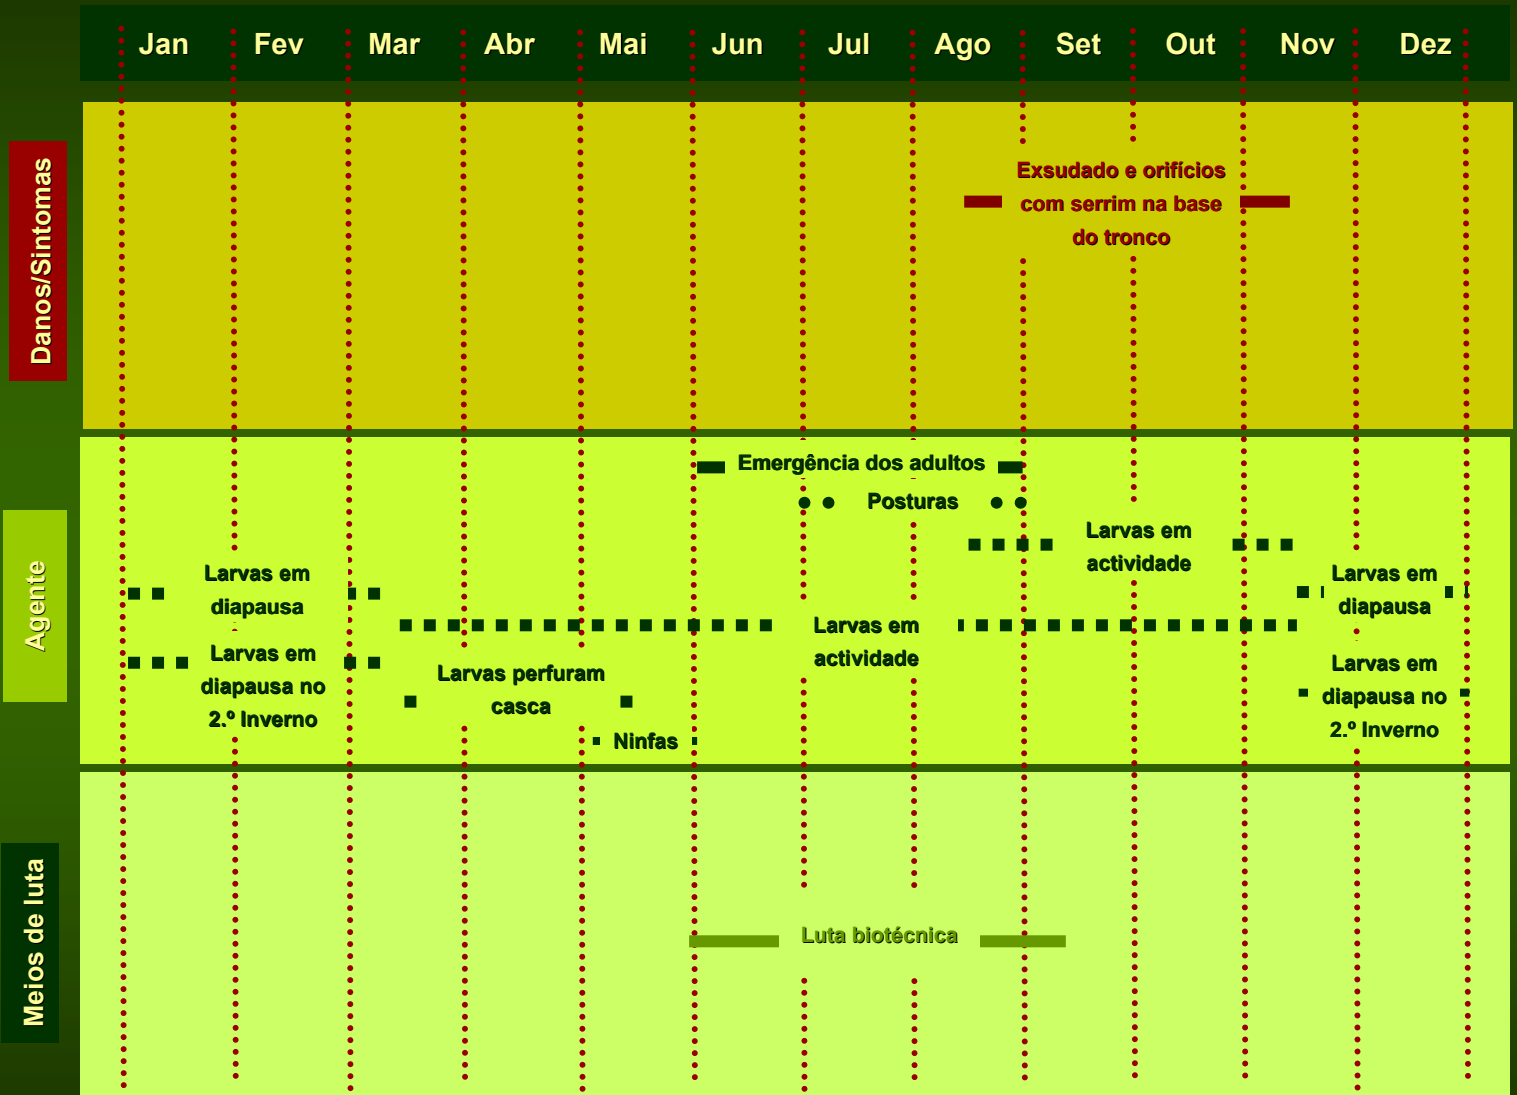 Jan Fev Mar Abr Mai Jun Jul Ago Set Out Nov Dez
Danos/Sintomas
Exsudado e orifícios
com serrim na base
do tronco
Agente
Emergência dos adultos
Posturas
Larvas em
actividade
Larvas em
diapausa
Larvas em
diapausa
Larvas em
actividade
Larvas em
diapausa no
2.º Inverno
Larvas perfuram
casca
Larvas em
diapausa no
2.º Inverno
Ninfas
Meios de luta
Luta biotécnica